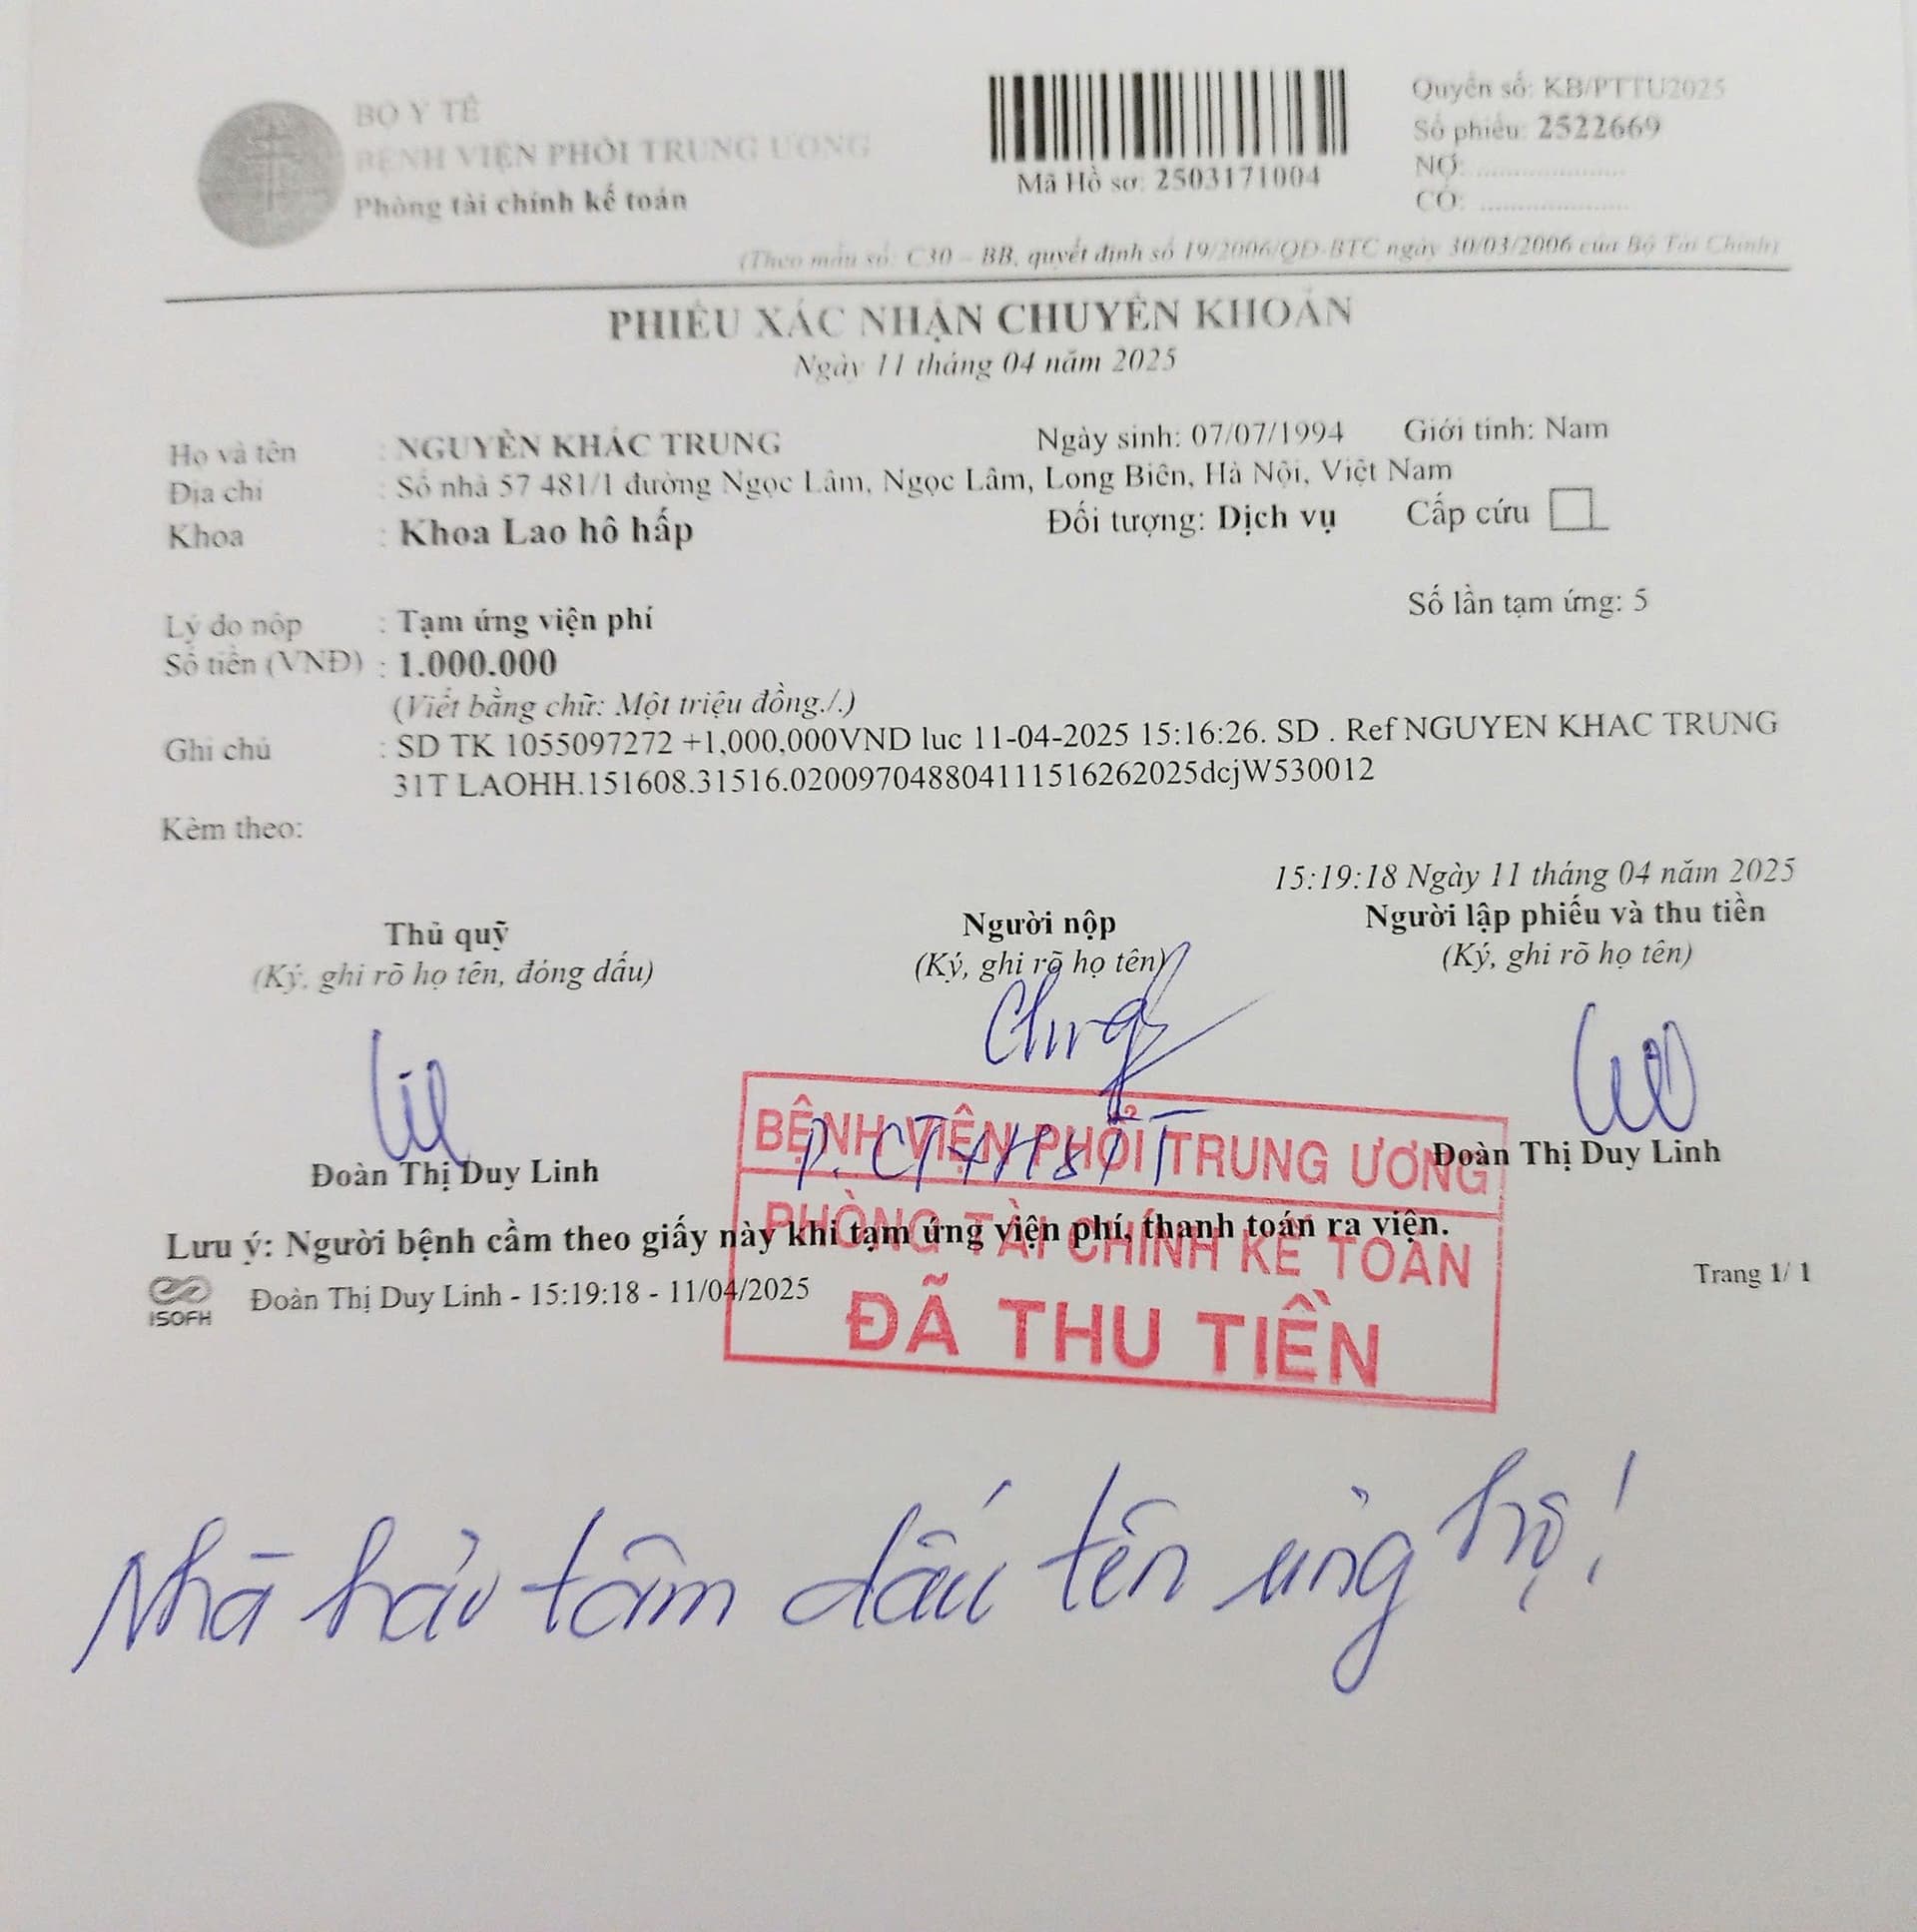 BỘ Y TẾ
BỆNH VIỆN PHỔI TRUNG ƯƠNG
Phòng tài chính kế toán
Mã Hồ sơ: 2503171004
Quyển số: KB/PTTU2025
Số phiếu: 2522669
NỢ: ....................
CÓ: ....................
(Theo mẫu số: C30 – BB, quyết định số 19/2006/QĐ-BTC ngày 30/03/2006 của Bộ Tài Chính)
PHIẾU XÁC NHẬN CHUYỂN KHOẢN
Ngày 11 tháng 04 năm 2025
Họ và tên : NGUYỄN KHẮC TRUNG Ngày sinh: 07/07/1994 Giới tính: Nam
Địa chỉ : Số nhà 57 481/1 đường Ngọc Lâm, Ngọc Lâm, Long Biên, Hà Nội, Việt Nam
Khoa : Khoa Lao hô hấp Đối tượng: Dịch vụ Cấp cứu
Lý do nộp : Tạm ứng viện phí Số lần tạm ứng: 5
Số tiền (VNĐ) : 1.000.000
(Viết bằng chữ: Một triệu đồng./.)
Ghi chú : SD TK 1055097272 +1,000,000VND luc 11-04-2025 15:16:26. SD . Ref NGUYEN KHAC TRUNG
31T LAOHH.151608.31516.020097048804111516262025dcjW530012
Kèm theo:
15:19:18 Ngày 11 tháng 04 năm 2025
Thủ quỹ Người nộp Người lập phiếu và thu tiền
(Ký, ghi rõ họ tên, đóng dấu) (Ký, ghi rõ họ tên) (Ký, ghi rõ họ tên)
BỆNH VIỆN PHỔI TRUNG ƯƠNG
Đoàn Thị Duy Linh Đoàn Thị Duy Linh
PHÒNG TÀI CHÍNH KẾ TOÁN
Lưu ý: Người bệnh cầm theo giấy này khi tạm ứng viện phí, thanh toán ra viện.
ISOFH Đoàn Thị Duy Linh - 15:19:18 - 11/04/2025 Trang 1/ 1
ĐÃ THU TIỀN
Nhà hảo tâm dấu tên ủng hộ!